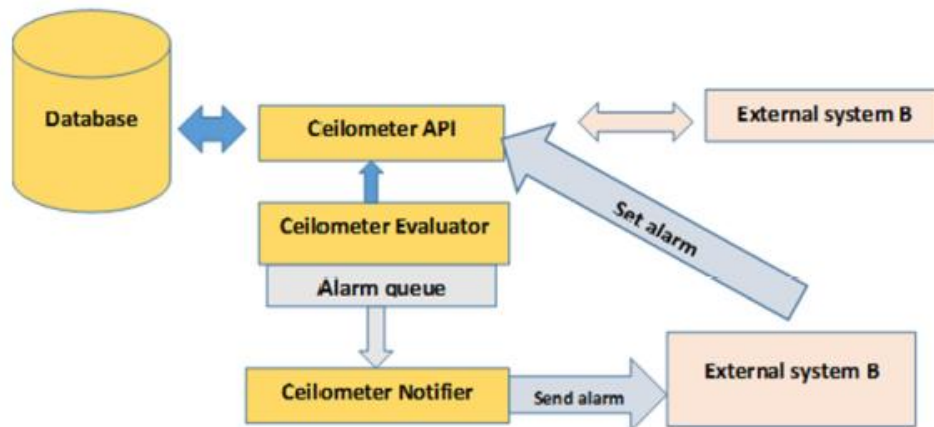 Database
Ceilometer API
External system B
Ceilometer Evaluator
Set alarm
Alarm queue
Ceilometer Notifier
Send alarm
External system B